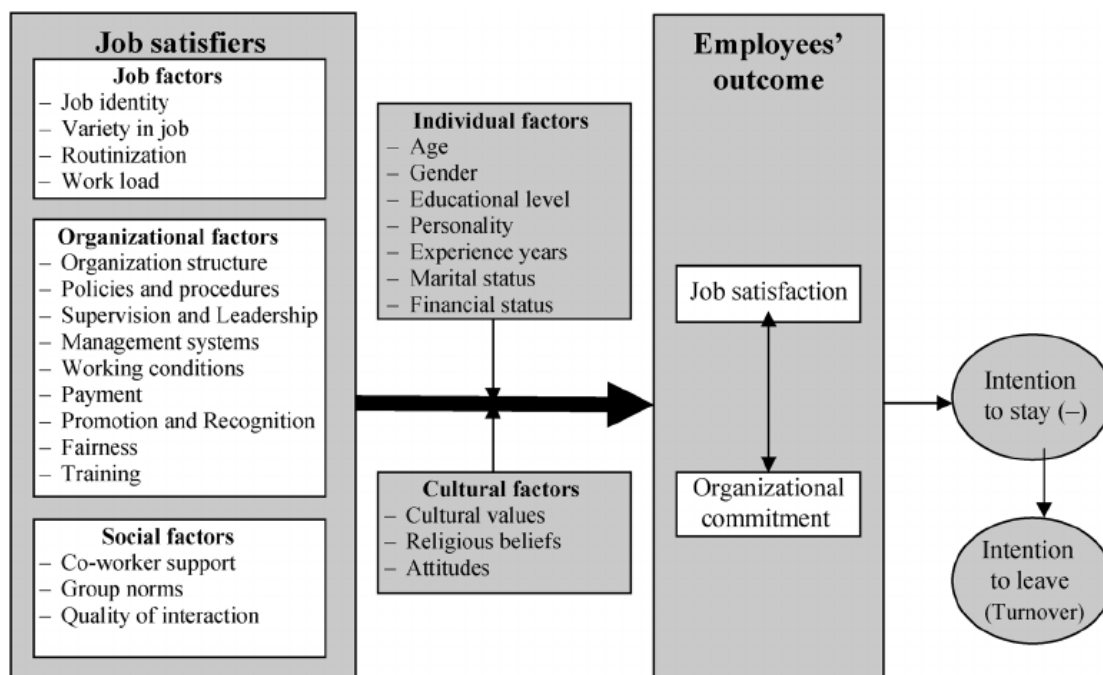 Job satisfiers
Job factors
– Job identity
– Variety in job
– Routinization
– Work load
Organizational factors
– Organization structure
– Policies and procedures
– Supervision and Leadership
– Management systems
– Working conditions
– Payment
– Promotion and Recognition
– Fairness
– Training
Social factors
– Co-worker support
– Group norms
– Quality of interaction
Individual factors
– Age
– Gender
– Educational level
– Personality
– Experience years
– Marital status
– Financial status
Cultural factors
– Cultural values
– Religious beliefs
– Attitudes
Employees'
outcome
Job satisfaction
Organizational
commitment
Intention
to stay (–)
Intention
to leave
(Turnover)